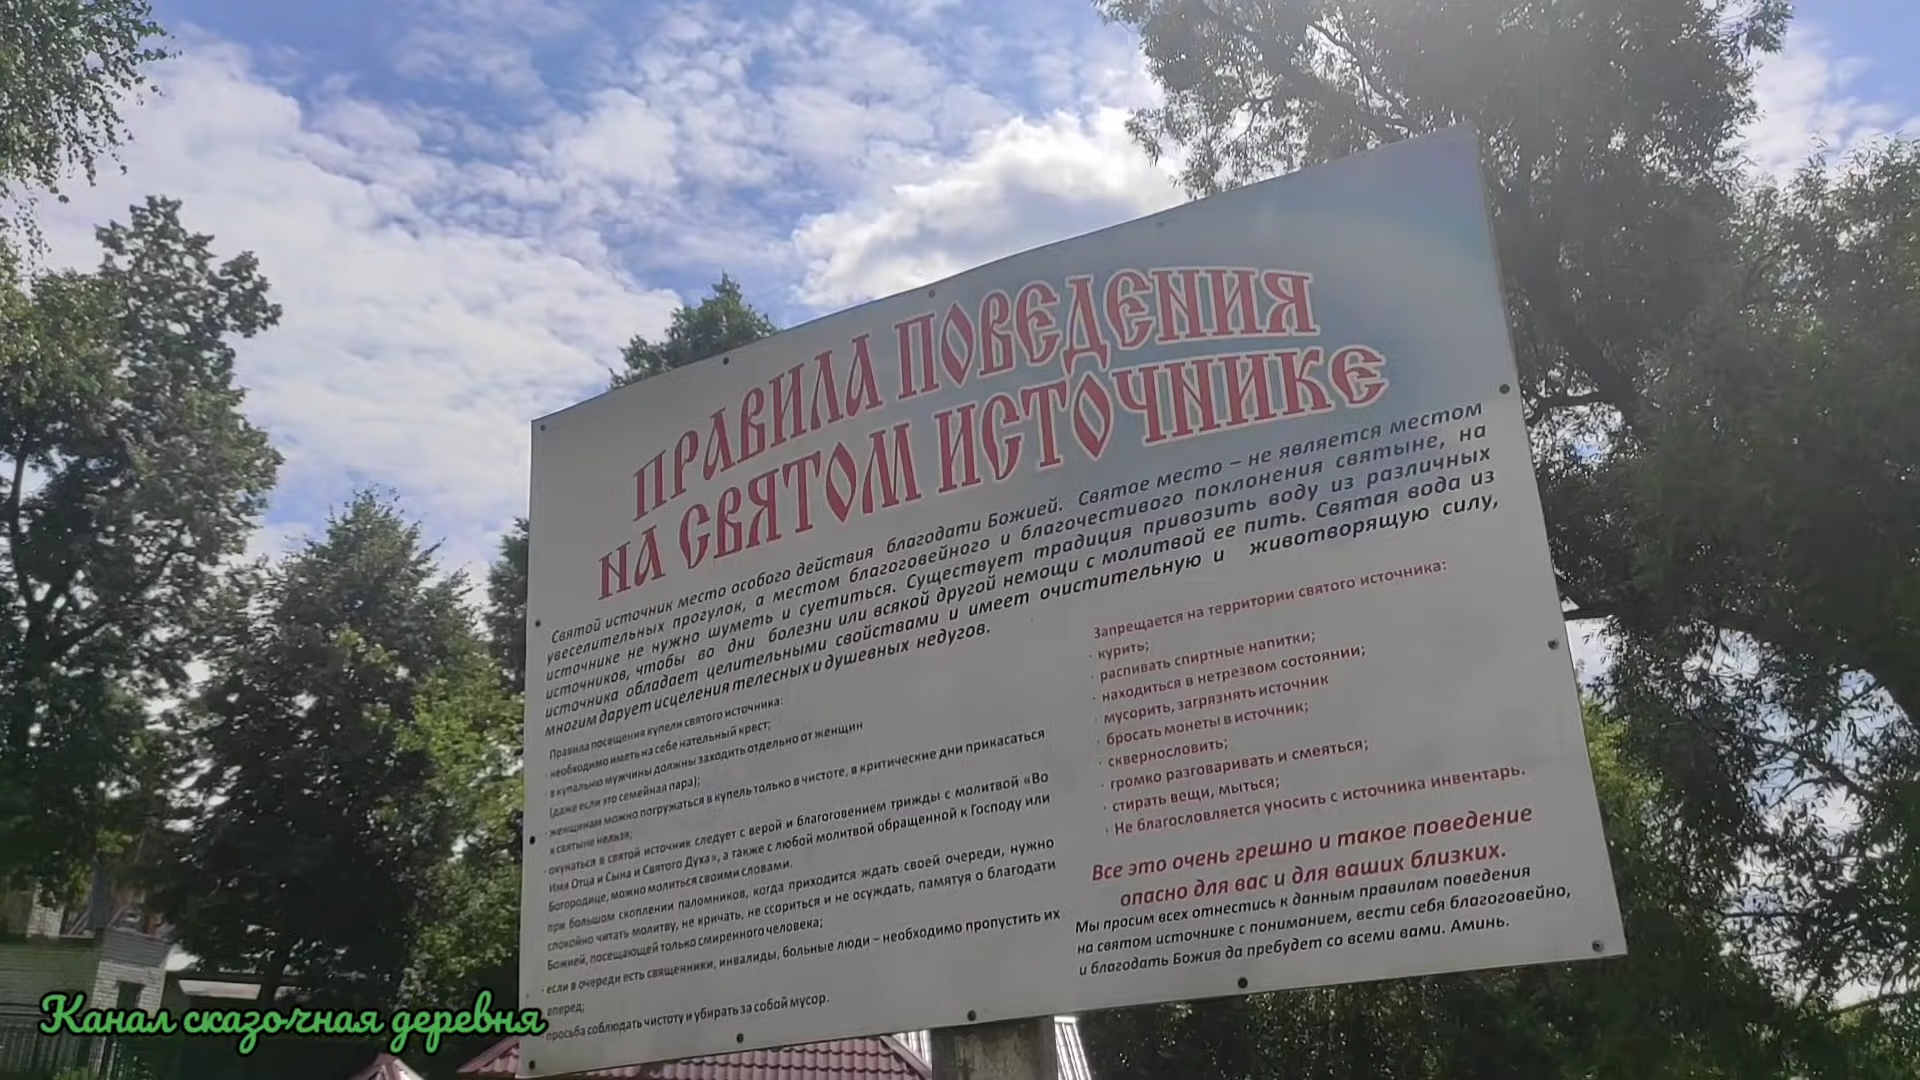 ПРАВИЛА ПОВЕДЕНИЯ
НА СВЯТОМ ИСТОЧНИКЕ
Святой источник место особого действия благодати Божией. Святое место – не является местом
увеселительных прогулок, а местом благоговейного и благочестивого поклонения святыне, на
источнике не нужно шуметь и суетиться. Существует традиция привозить воду из различных
источников, чтобы во дни болезни или всякой другой немощи с молитвой ее пить. Святая вода из
источника обладает целительными свойствами и имеет очистительную и животворящую силу,
многим дарует исцеления телесных и душевных недугов.
Правила посещения купели святого источника:
· необходимо иметь на себе нательный крест;
· в купальню мужчины должны заходить отдельно от женщин
(даже если это семейная пара);
· женщинам можно погружаться в купель только в чистоте, в критические дни прикасаться
к святыне нельзя;
· окунаться в святой источник следует с верой и благоговением трижды с молитвой «Во
Имя Отца и Сына и Святого Духа», а также с любой молитвой обращенной к Господу или
Богородице, можно молиться своими словами.
при большом скоплении паломников, когда приходится ждать своей очереди, нужно
спокойно читать молитву, не кричать, не ссориться и не осуждать, памятуя о благодати
Божией, посещающей только смиренного человека;
· если в очереди есть священники, инвалиды, больные люди – необходимо пропустить их
вперед;
· просьба соблюдать чистоту и убирать за собой мусор.
Запрещается на территории святого источника:
· курить;
· распивать спиртные напитки;
· находиться в нетрезвом состоянии;
· мусорить, загрязнять источник
· бросать монеты в источник;
· сквернословить;
· громко разговаривать и смеяться;
· стирать вещи, мыться;
· Не благословляется уносить с источника инвентарь.
Все это очень грешно и такое поведение
опасно для вас и для ваших близких.
Мы просим всех отнестись к данным правилам поведения
на святом источнике с пониманием, вести себя благоговейно,
и благодать Божия да пребудет со всеми вами. Аминь.
Канал сказочная деревня